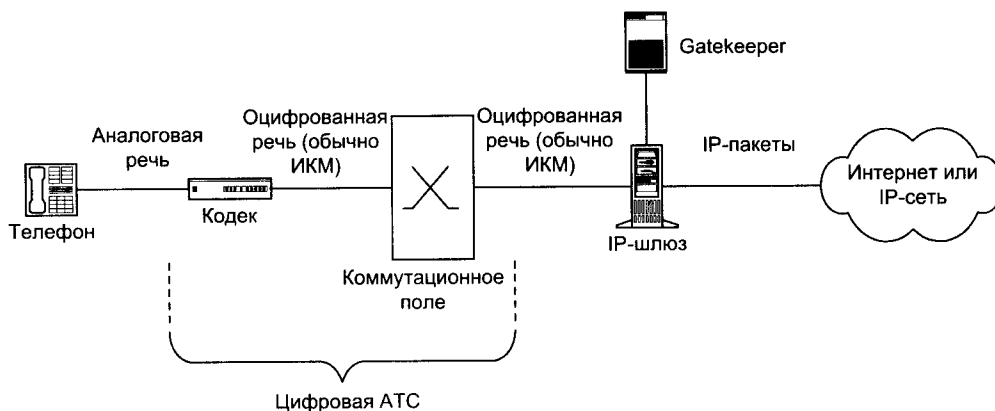 Gatekeeper
Аналоговая
речь
Оцифрованная
речь (обычно
ИКМ)
Оцифрованная
речь (обычно
ИКМ)
IP-пакеты
Интернет или
IP-сеть
Телефон
Кодек
IP-шлюз
Коммутационное
поле
Цифровая АТС